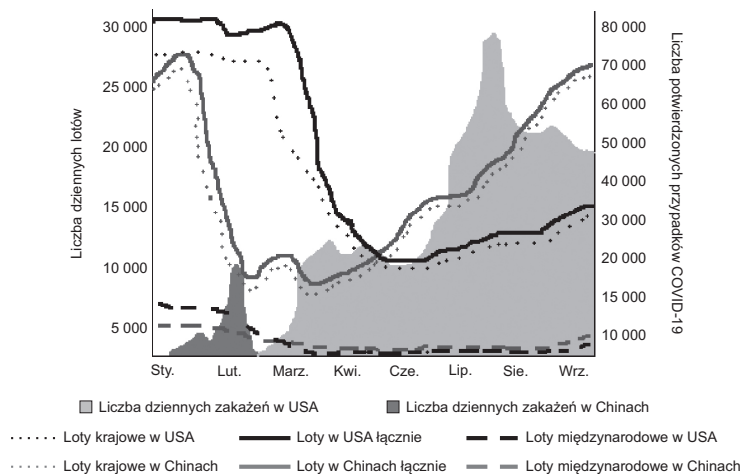 30 000
25 000
20 000
15 000
10 000
5 000
Liczba dziennych lotów
80 000
70 000
60 000
50 000
40 000
30 000
20 000
15 000
10 000
Liczba potwierdzonych przypadków COVID-19
Sty. Lut. Marz. Kwi. Cze. Lip. Sie. Wrz.
Liczba dziennych zakażeń w USA Liczba dziennych zakażeń w Chinach
Loty krajowe w USA Loty w USA łącznie Loty międzynarodowe w USA
Loty krajowe w Chinach Loty w Chinach łącznie Loty międzynarodowe w Chinach